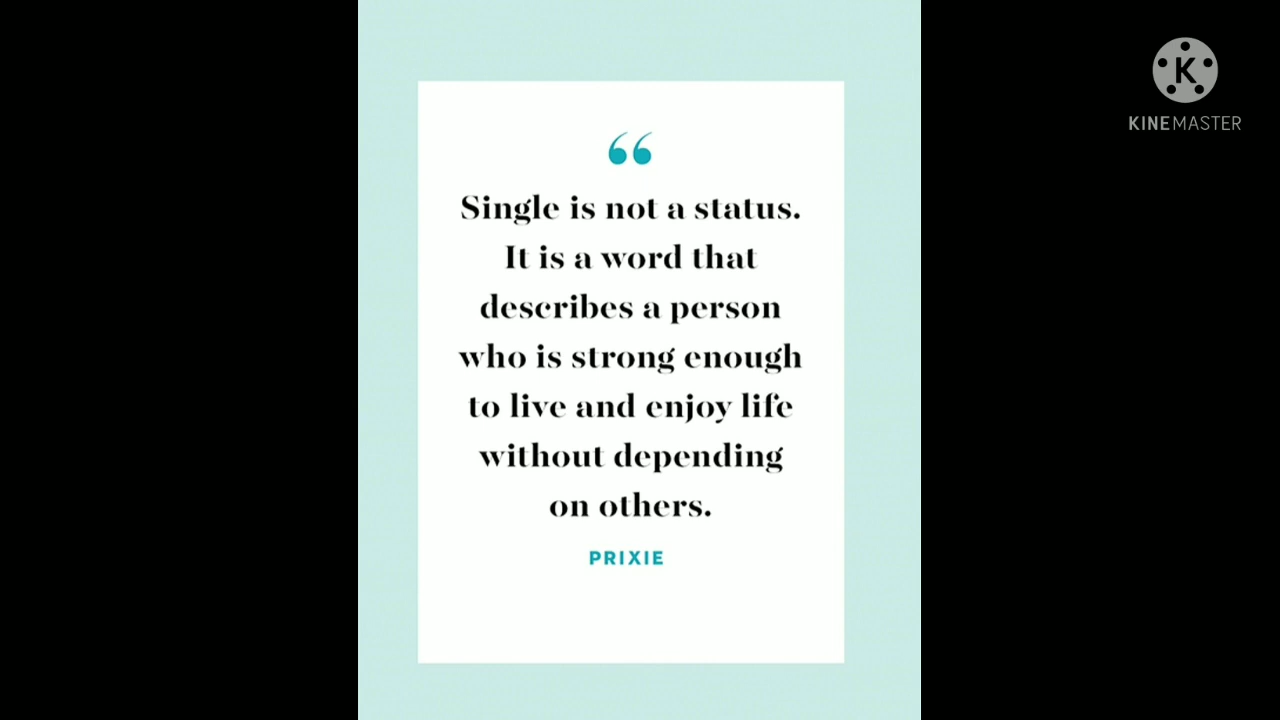 “
Single is not a status.
It is a word that
describes a person
who is strong enough
to live and enjoy life
without depending
on others.
PRIXIE
K
KINEMASTER